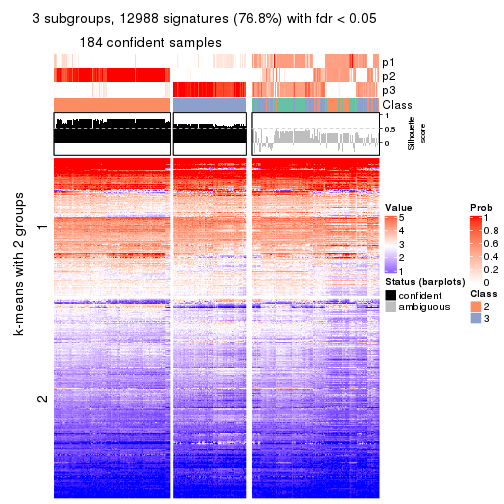 3 subgroups, 12988 signatures (76.8%) with fdr < 0.05
184 confident samples
p1
p2
p3
Class
1
0.5
0
Silhouette
score
k-means with 2 groups
1
2
Value
5
4
3
2
1
Status (barplots)
confident
ambiguous
Prob
1
0.8
0.6
0.4
0.2
0
Class
2
3